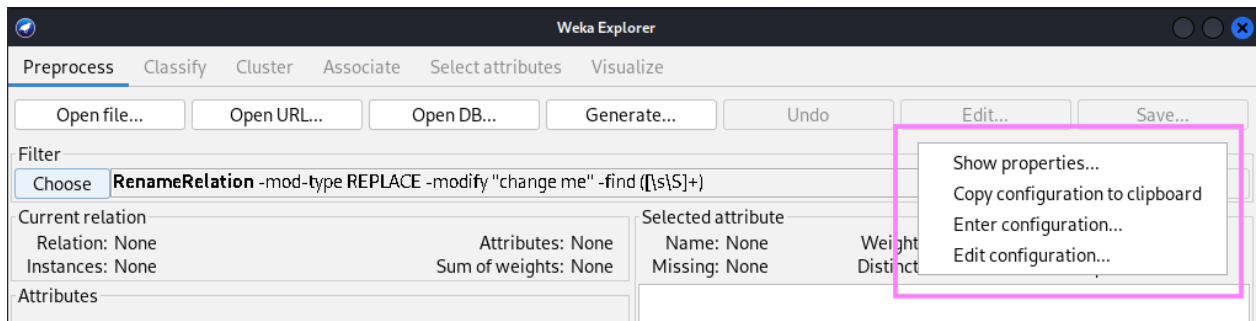 Weka Explorer
Preprocess Classify Cluster Associate Select attributes Visualize
Open file... Open URL... Open DB... Generate... Undo Edit... Save...
Filter
Choose RenameRelation -mod-type REPLACE -modify "change me" -find ([\s\S]+)
Show properties...
Copy configuration to clipboard
Enter configuration...
Edit configuration...
Current relation
Relation: None Attributes: None
Instances: None Sum of weights: None
Selected attribute
Name: None Weight
Missing: None Distinct
Attributes